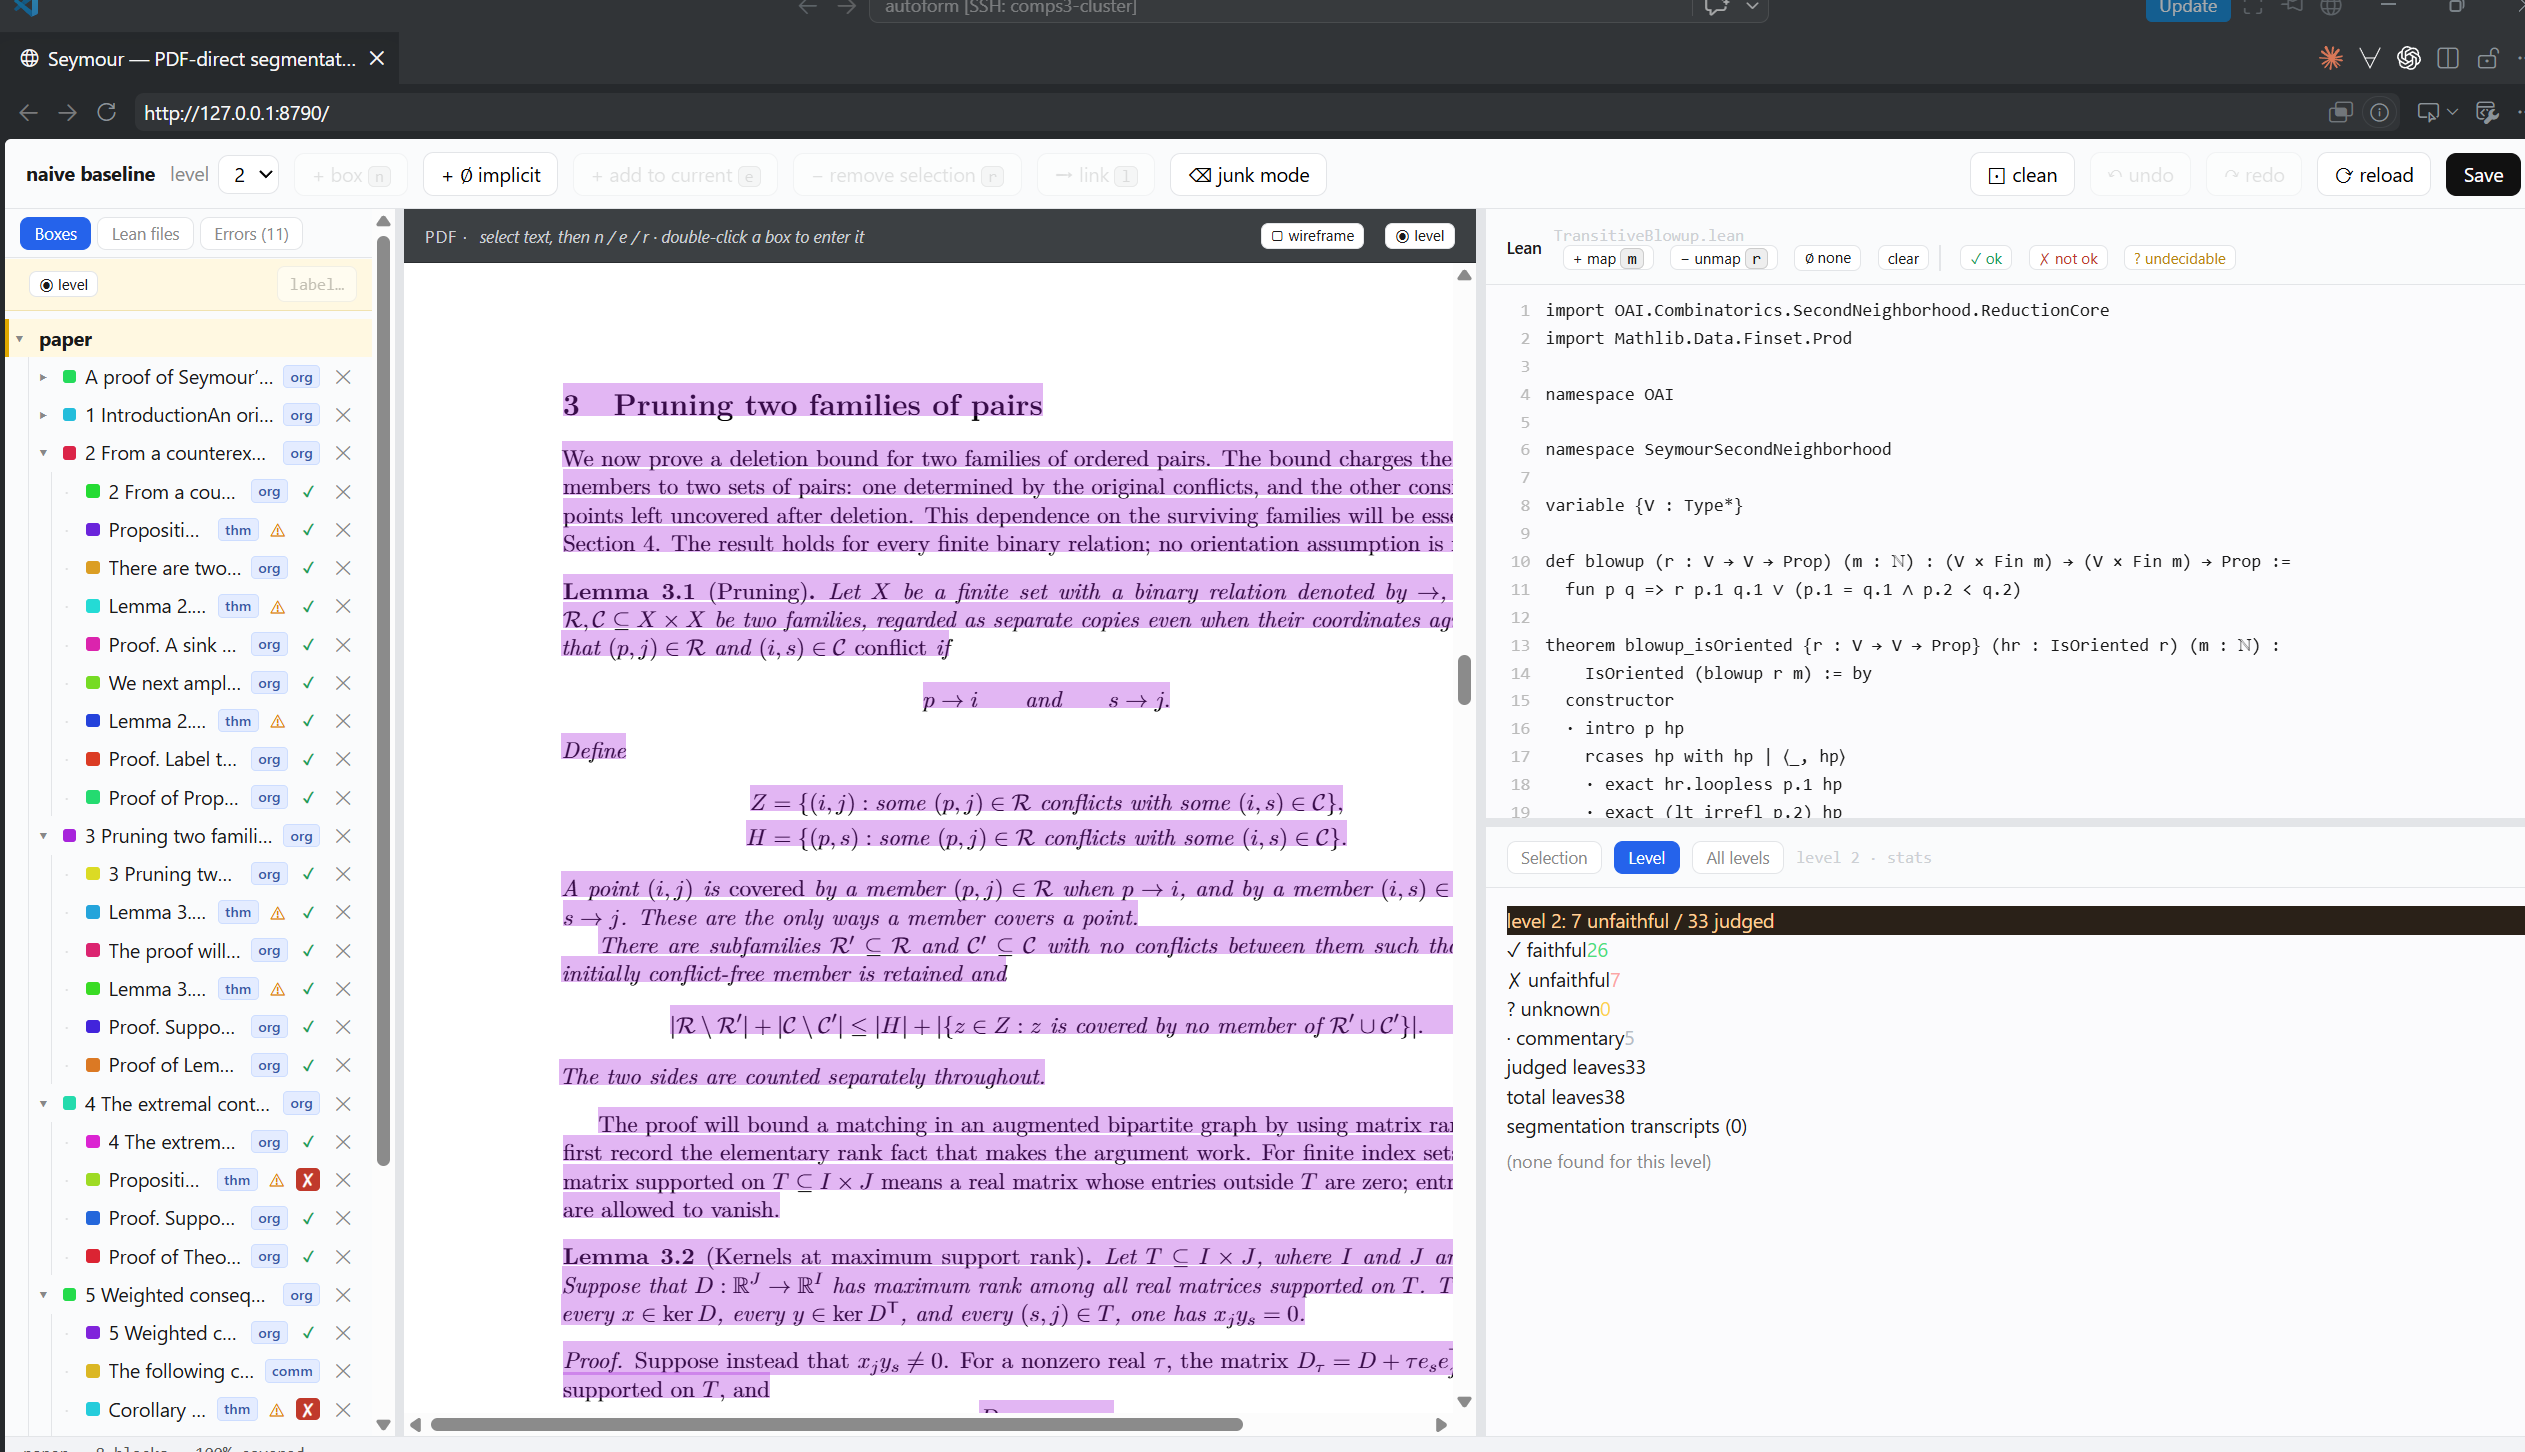 autoform [SSH: comps3-cluster]
Update
Seymour — PDF-direct segmentat...
http://127.0.0.1:8790/
naive baseline level 2 + box n + Ø implicit + add to current e − remove selection r → link l ⌫ junk mode clean undo redo reload Save
Boxes Lean files Errors (11)
level label...
paper
A proof of Seymour'... org
1 IntroductionAn ori... org
2 From a counterex... org
2 From a cou... org ✓
Propositi... thm ⚠ ✓
There are two... org ✓
Lemma 2.... thm ⚠ ✓
Proof. A sink ... org ✓
We next ampl... org ✓
Lemma 2.... thm ⚠ ✓
Proof. Label t... org ✓
Proof of Prop... org ✓
3 Pruning two famili... org
3 Pruning tw... org ✓
Lemma 3.... thm ⚠ ✓
The proof will... org ✓
Lemma 3.... thm ⚠ ✓
Proof. Suppo... org ✓
Proof of Lem... org ✓
4 The extremal cont... org
4 The extrem... org ✓
Propositi... thm ⚠ ✗
Proof. Suppo... org ✓
Proof of Theo... org ✓
5 Weighted conseq... org
5 Weighted c... org ✓
The following c... comm
Corollary ... thm ⚠ ✗
PDF · select text, then n / e / r · double-click a box to enter it wireframe level
3 Pruning two families of pairs
We now prove a deletion bound for two families of ordered pairs. The bound charges the
members to two sets of pairs: one determined by the original conflicts, and the other cons
points left uncovered after deletion. This dependence on the surviving families will be esse
Section 4. The result holds for every finite binary relation; no orientation assumption is
Lemma 3.1 (Pruning). Let X be a finite set with a binary relation denoted by →,
ℛ, 𝒞 ⊆ X × X be two families, regarded as separate copies even when their coordinates ag
that (p, j) ∈ ℛ and (i, s) ∈ 𝒞 conflict if
p → i and s → j.
Define
Z = {(i, j) : some (p, j) ∈ ℛ conflicts with some (i, s) ∈ 𝒞},
H = {(p, s) : some (p, j) ∈ ℛ conflicts with some (i, s) ∈ 𝒞}.
A point (i, j) is covered by a member (p, j) ∈ ℛ when p → i, and by a member (i, s) ∈
s → j. These are the only ways a member covers a point.
There are subfamilies ℛ′ ⊆ ℛ and 𝒞′ ⊆ 𝒞 with no conflicts between them such tha
initially conflict-free member is retained and
|ℛ \ ℛ′| + |𝒞 \ 𝒞′| ≤ |H| + |{z ∈ Z : z is covered by no member of ℛ′ ∪ 𝒞′}|.
The two sides are counted separately throughout.
The proof will bound a matching in an augmented bipartite graph by using matrix ra
first record the elementary rank fact that makes the argument work. For finite index sets
matrix supported on T ⊆ I × J means a real matrix whose entries outside T are zero; entr
are allowed to vanish.
Lemma 3.2 (Kernels at maximum support rank). Let T ⊆ I × J, where I and J ar
Suppose that D : ℝᴶ → ℝᴵ has maximum rank among all real matrices supported on T. T
every x ∈ ker D, every y ∈ ker Dᵀ, and every (s, j) ∈ T, one has xⱼyₛ = 0.
Proof. Suppose instead that xⱼyₛ ≠ 0. For a nonzero real τ, the matrix D_τ = D + τeₛe
supported on T, and
Lean TransitiveBlowup.lean
+ map m − unmap r Ø none clear ✓ ok ✗ not ok ? undecidable
1 import OAI.Combinatorics.SecondNeighborhood.ReductionCore
2 import Mathlib.Data.Finset.Prod
3
4 namespace OAI
5
6 namespace SeymourSecondNeighborhood
7
8 variable {V : Type*}
9
10 def blowup (r : V → V → Prop) (m : ℕ) : (V × Fin m) → (V × Fin m) → Prop :=
11 fun p q => r p.1 q.1 ∨ (p.1 = q.1 ∧ p.2 < q.2)
12
13 theorem blowup_isOriented {r : V → V → Prop} (hr : IsOriented r) (m : ℕ) :
14 IsOriented (blowup r m) := by
15 constructor
16 · intro p hp
17 rcases hp with hp | ⟨_, hp⟩
18 · exact hr.loopless p.1 hp
19 · exact (lt_irrefl p.2) hp
Selection Level All levels level 2 · stats
level 2: 7 unfaithful / 33 judged
✓ faithful26
✗ unfaithful7
? unknown0
· commentary5
judged leaves33
total leaves38
segmentation transcripts (0)
(none found for this level)